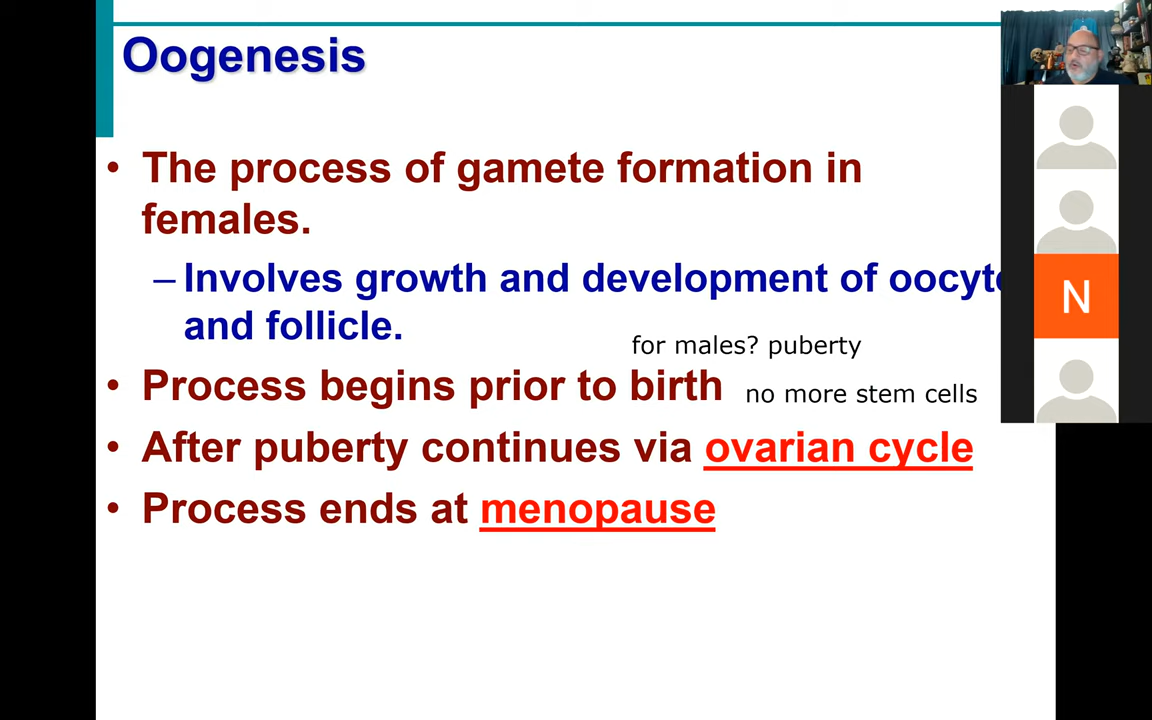 Oogenesis
• The process of gamete formation in
females.
– Involves growth and development of oocyte
and follicle.
for males? puberty
• Process begins prior to birth no more stem cells
• After puberty continues via ovarian cycle
• Process ends at menopause
N